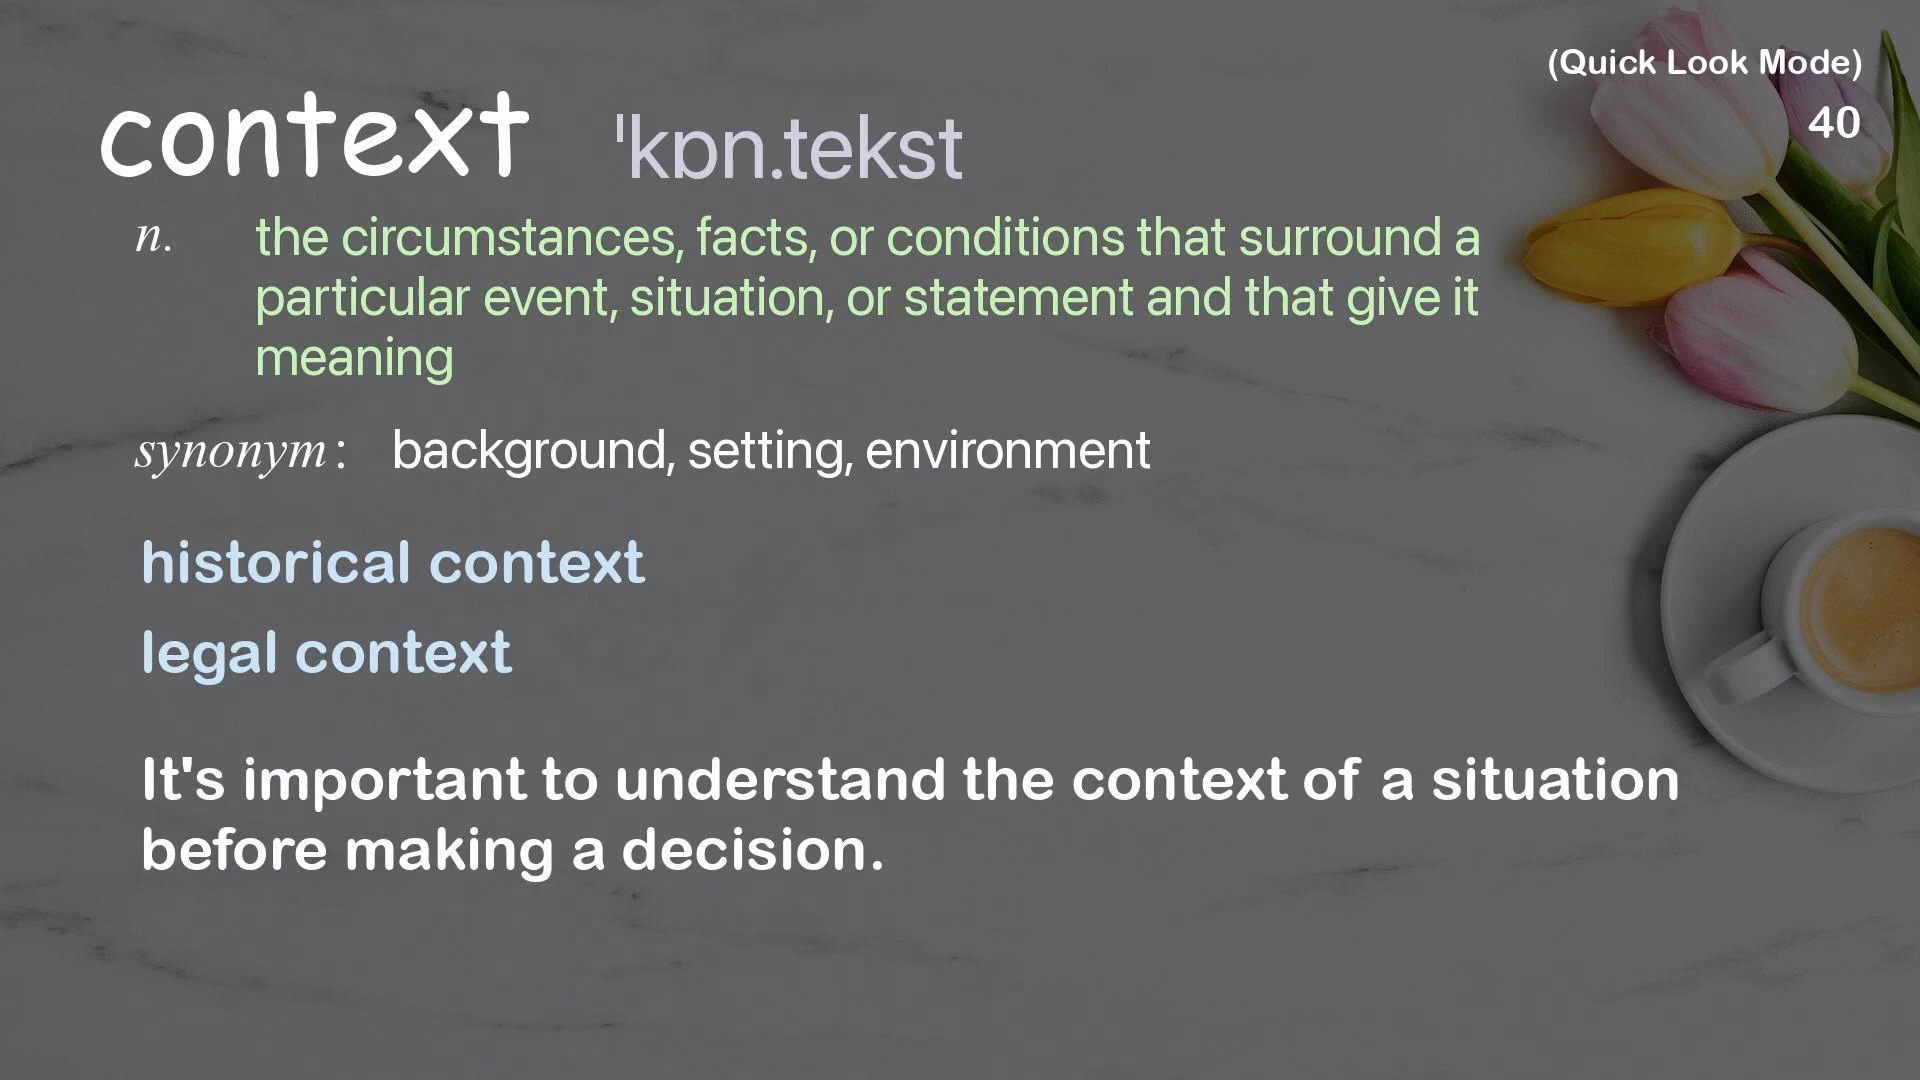 (Quick Look Mode)
40
context ˈkɒn.tekst
n. the circumstances, facts, or conditions that surround a
particular event, situation, or statement and that give it
meaning
synonym : background, setting, environment
historical context
legal context
It's important to understand the context of a situation
before making a decision.